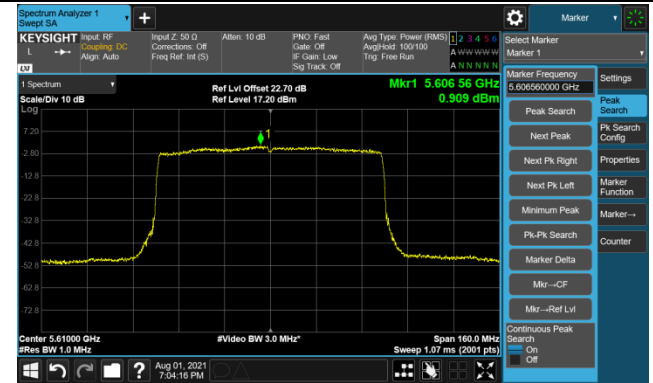 Spectrum Analyzer 1
Swept SA
+
Marker
KEYSIGHT
L
LXI
Input: RF
Coupling: DC
Align: Auto
Input Z: 50 Ω
Corrections: Off
Freq Ref: Int (S)
Atten: 10 dB
PNO: Fast
Gate: Off
IF Gain: Low
Sig Track: Off
Avg Type: Power (RMS)
Avg|Hold: 100/100
Trig: Free Run
1 2 3 4 5 6
A W W W W W
A N N N N N
Select Marker
Marker 1
1 Spectrum
Scale/Div 10 dB
Log
Ref Lvl Offset 22.70 dB
Ref Level 17.20 dBm
Mkr1 5.606 56 GHz
0.909 dBm
7.20
-2.80
-12.8
-22.8
-32.8
-42.8
-52.8
-62.8
-72.8
1
Center 5.61000 GHz
#Res BW 1.0 MHz
#Video BW 3.0 MHz*
Span 160.0 MHz
Sweep 1.07 ms (2001 pts)
Marker Frequency
5.606560000 GHz
Peak Search
Next Peak
Next Pk Right
Next Pk Left
Minimum Peak
Pk-Pk Search
Marker Delta
Mkr→CF
Mkr→Ref Lvl
Continuous Peak
Search
On
Off
Settings
Peak
Search
Pk Search
Config
Properties
Marker
Function
Marker→
Counter
?
Aug 01, 2021
7:04:16 PM